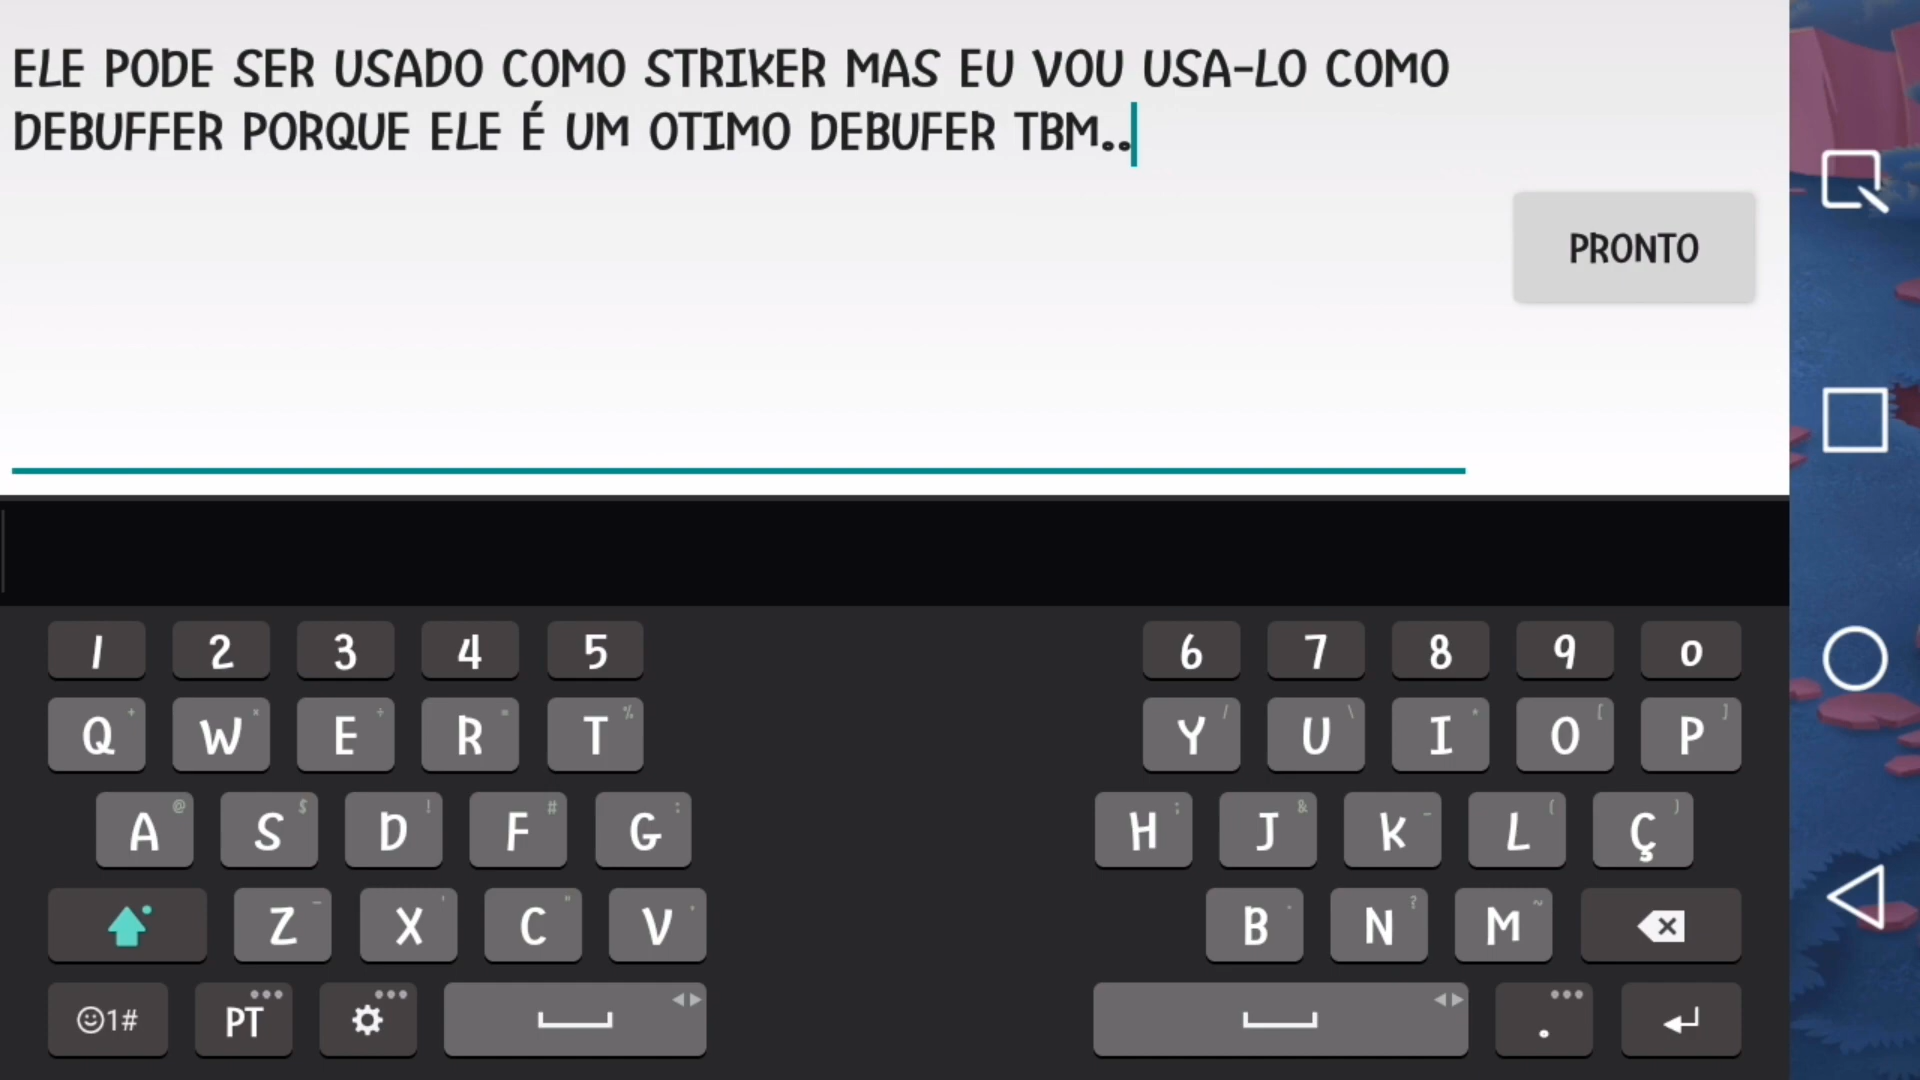 ELE PODE SER USADO COMO STRIKER MAS EU VOU USA-LO COMO
DEBUFFER PORQUE ELE É UM OTIMO DEBUFER TBM..
PRONTO
1 2 3 4 5 6 7 8 9 0
Q + W × E ÷ R = T % Y / U \ I * O [ P ]
A @ S $ D ! F # G : H ; J & K _ L ( Ç )
Z - X ' C " V B N ? M ~
1# PT .